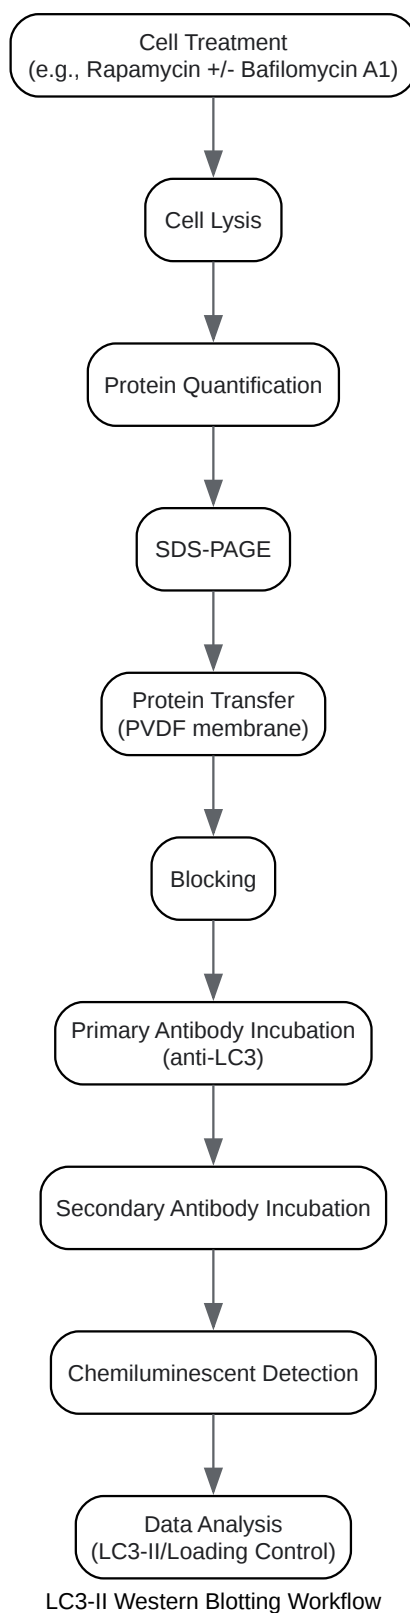 Cell Treatment
(e.g., Rapamycin +/- Bafilomycin A1)
Cell Lysis
Protein Quantification
SDS-PAGE
Protein Transfer
(PVDF membrane)
Blocking
Primary Antibody Incubation
(anti-LC3)
Secondary Antibody Incubation
Chemiluminescent Detection
Data Analysis
(LC3-II/Loading Control)
LC3-II Western Blotting Workflow